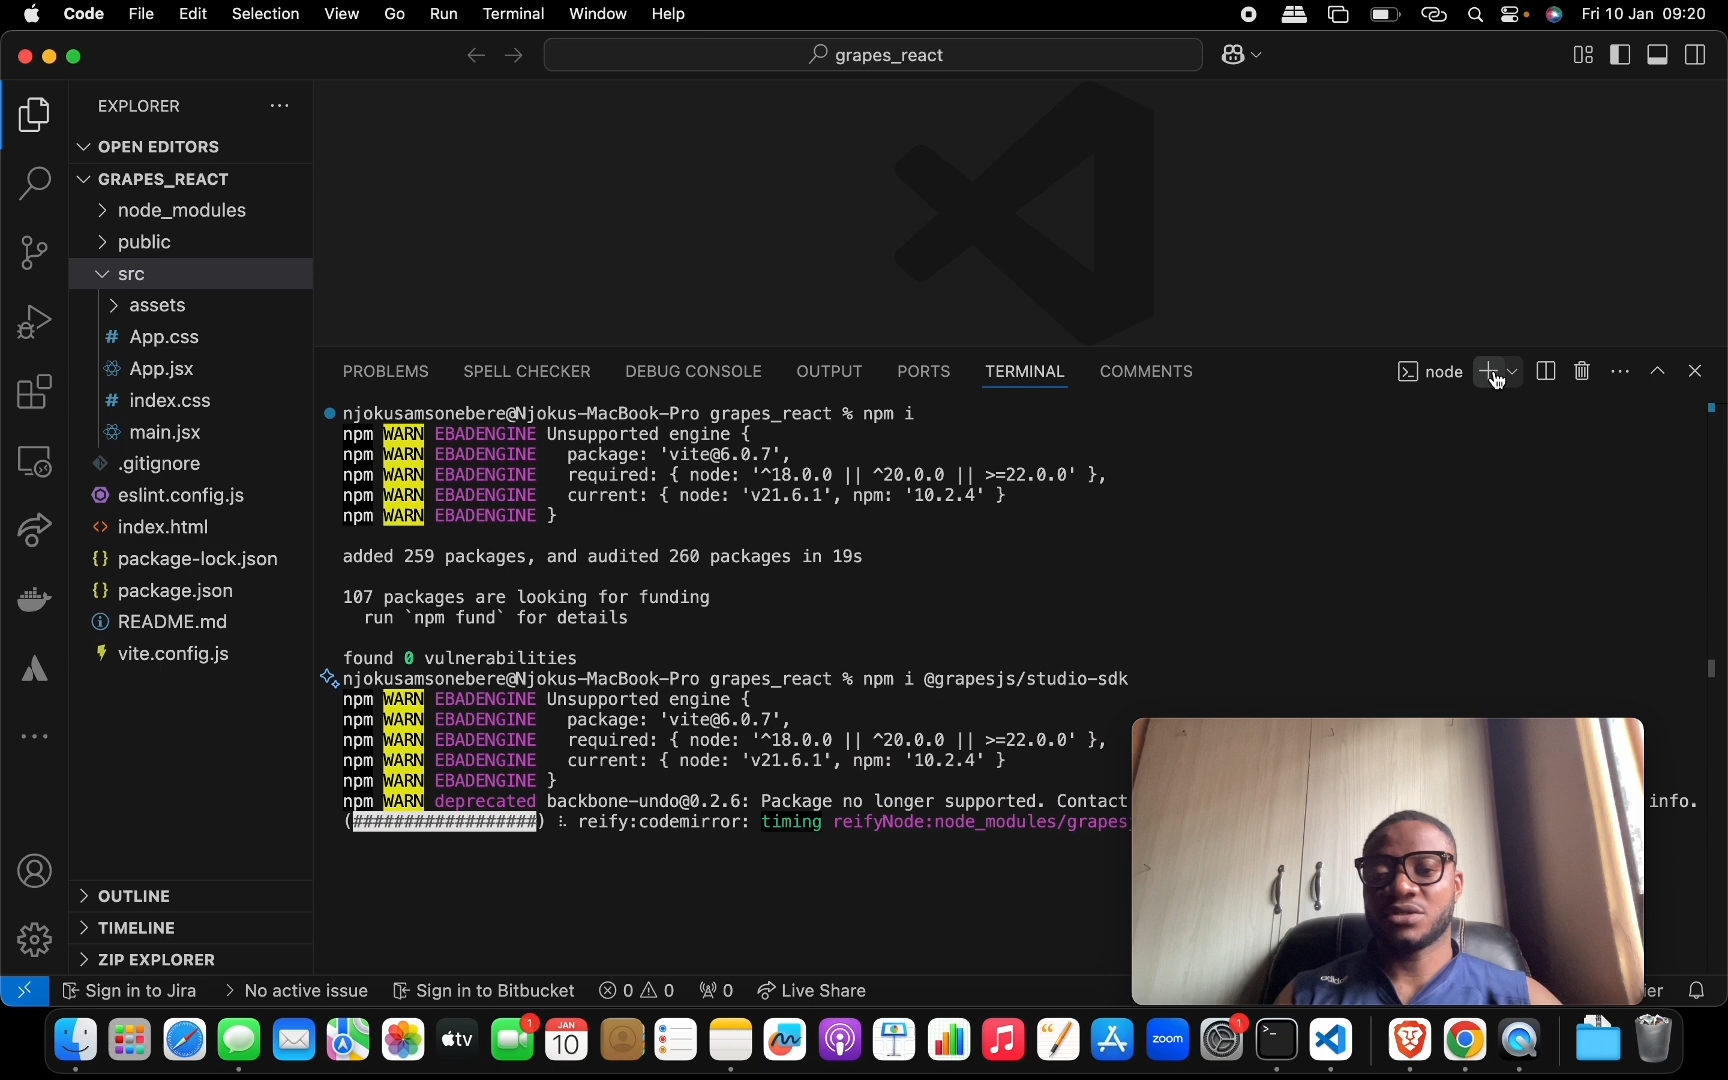 Code File Edit Selection View Go Run Terminal Window Help Fri 10 Jan 09:20
grapes_react
EXPLORER
OPEN EDITORS
GRAPES_REACT
node_modules
public
src
assets
# App.css
App.jsx
# index.css
main.jsx
.gitignore
eslint.config.js
<> index.html
{} package-lock.json
{} package.json
README.md
vite.config.js
OUTLINE
TIMELINE
ZIP EXPLORER
PROBLEMS SPELL CHECKER DEBUG CONSOLE OUTPUT PORTS TERMINAL COMMENTS node
njokusamsonebere@Njokus-MacBook-Pro grapes_react % npm i
npm WARN EBADENGINE Unsupported engine {
npm WARN EBADENGINE   package: 'vite@6.0.7',
npm WARN EBADENGINE   required: { node: '^18.0.0 || ^20.0.0 || >=22.0.0' },
npm WARN EBADENGINE   current: { node: 'v21.6.1', npm: '10.2.4' }
npm WARN EBADENGINE }
added 259 packages, and audited 260 packages in 19s
107 packages are looking for funding
run `npm fund` for details
found 0 vulnerabilities
njokusamsonebere@Njokus-MacBook-Pro grapes_react % npm i @grapesjs/studio-sdk
npm WARN EBADENGINE Unsupported engine {
npm WARN EBADENGINE   package: 'vite@6.0.7',
npm WARN EBADENGINE   required: { node: '^18.0.0 || ^20.0.0 || >=22.0.0' },
npm WARN EBADENGINE   current: { node: 'v21.6.1', npm: '10.2.4' }
npm WARN EBADENGINE }
npm WARN deprecated backbone-undo@0.2.6: Package no longer supported. Contact info.
(##################) ⠧ reify:codemirror: timing reifyNode:node_modules/grapes
adidas
Sign in to Jira No active issue Sign in to Bitbucket 0 0 0 Live Share
1
tv
JAN
10
zoom
1